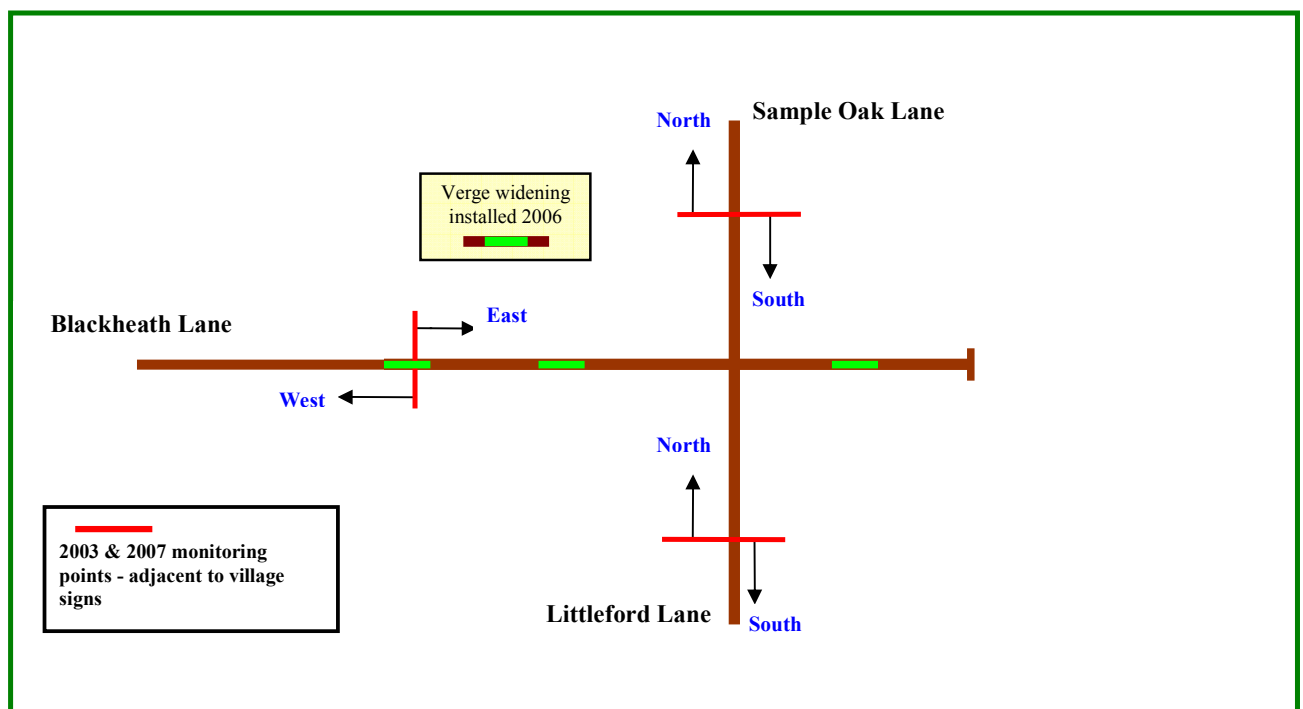 Sample Oak Lane
North
Verge widening
installed 2006
South
East
Blackheath Lane
West
North
2003 & 2007 monitoring
points - adjacent to village
signs
Littleford Lane
South